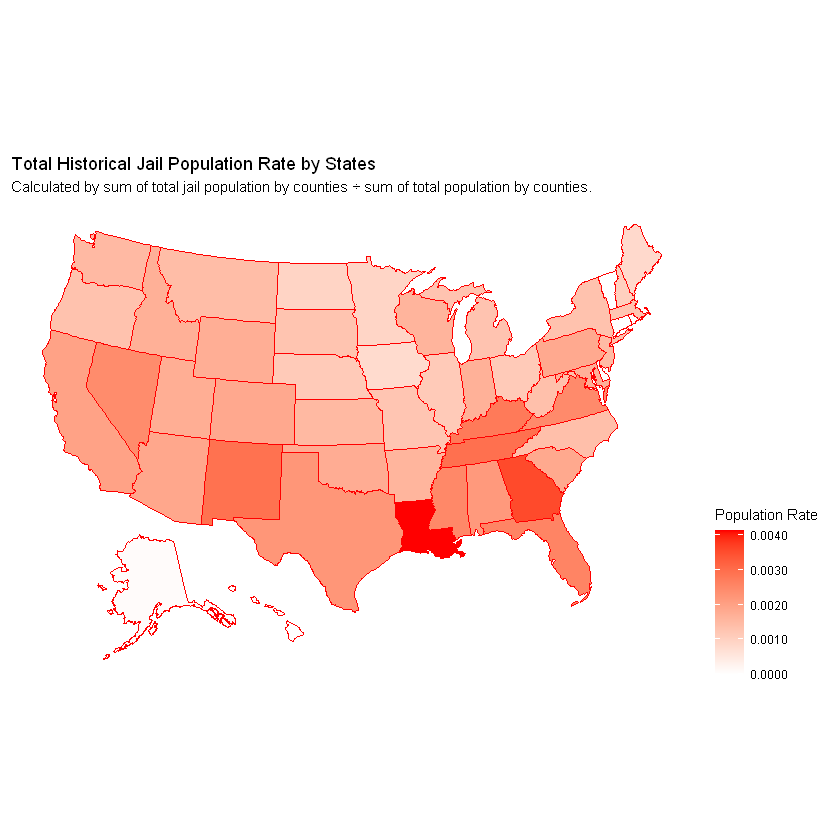 Total Historical Jail Population Rate by States
Calculated by sum of total jail population by counties ÷ sum of total population by counties.
Population Rate
0.0040
0.0030
0.0020
0.0010
0.0000